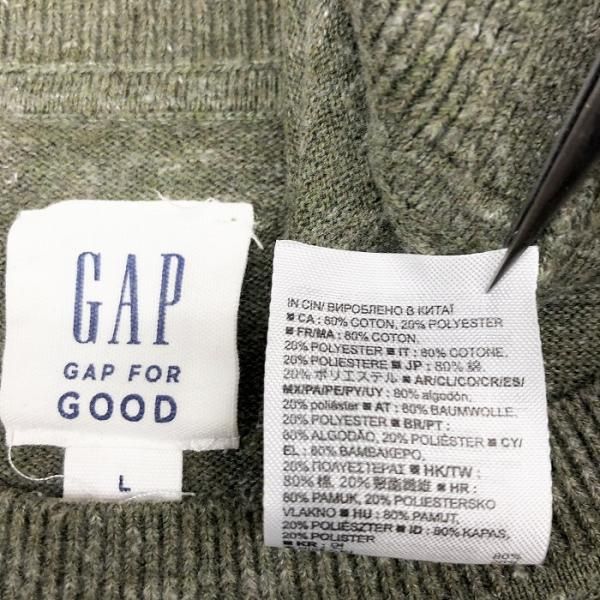 GAP
GAP FOR
GOOD
L
IN CIN/ ВИРОБЛЕНО В КИТАЇ
■ CA : 80% COTON, 20% POLYESTER
■ FR/MA : 80% COTON,
20% POLYESTER ■ IT : 80% COTONE,
20% POLIESTERE ■ JP : 80% 綿,
20% ポリエステル ■ AR/CL/CO/CR/ES/
MX/PA/PE/PY/UY : 80% algodón,
20% poliéster ■ AT : 80% BAUMWOLLE,
20% POLYESTER ■ BR/PT :
80% ALGODÃO, 20% POLIÉSTER ■ CY/
EL : 80% ΒΑΜΒΑΚΕΡΟ,
20% ΠΟΛΥΕΣΤΕΡΑΣ ■ HK/TW :
80% 棉, 20% 聚酯纖維 ■ HR :
80% PAMUK, 20% POLIESTERSKO
VLAKNO ■ HU : 80% PAMUT,
20% POLIÉSZTER ■ ID : 80% KAPAS,
20% POLIESTER
■ KR : 80%